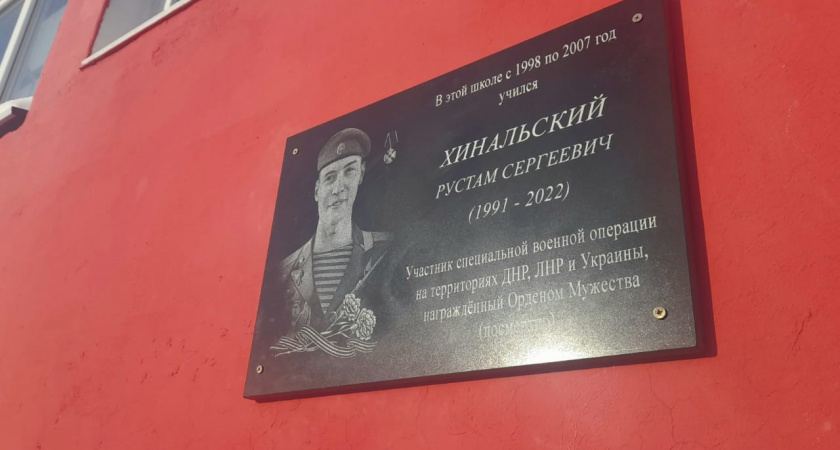 В этой школе с 1998 по 2007 год
учился
ХИНАЛЬСКИЙ
РУСТАМ СЕРГЕЕВИЧ
(1991 - 2022)
Участник специальной военной операции
на территориях ДНР, ЛНР и Украины,
награждённый Орденом Мужества
(посмертно)